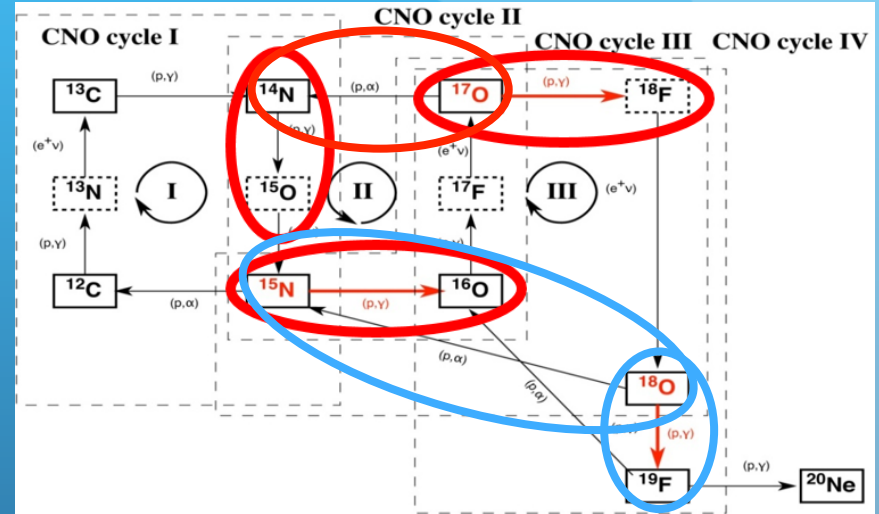 CNO cycle II
CNO cycle I
CNO cycle III
CNO cycle IV
¹³C
(p,γ)
¹⁴N
(p,α)
¹⁷O
(p,γ)
¹⁸F
(e⁺ν)
(p,γ)
(e⁺ν)
¹³N
I
¹⁵O
II
¹⁷F
III
(e⁺ν)
(p,γ)
¹²C
(p,α)
¹⁵N
(p,γ)
¹⁶O
(p,α)
(p,α)
¹⁸O
(p,γ)
¹⁹F
(p,γ)
²⁰Ne